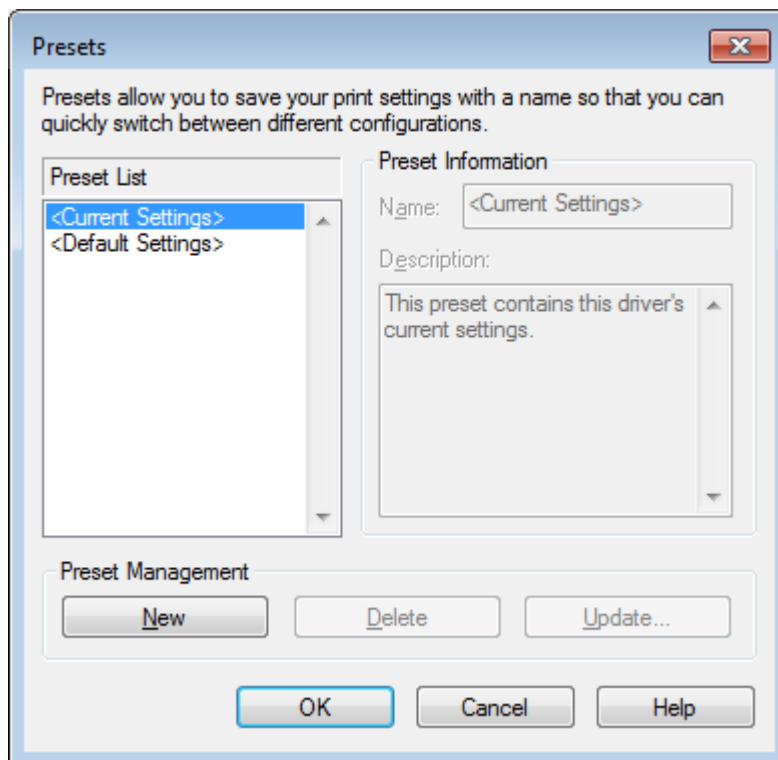 Presets
Presets allow you to save your print settings with a name so that you can
quickly switch between different configurations.
Preset List
<Current Settings>
<Default Settings>
Preset Information
Name: <Current Settings>
Description:
This preset contains this driver's
current settings.
Preset Management
New Delete Update...
OK Cancel Help